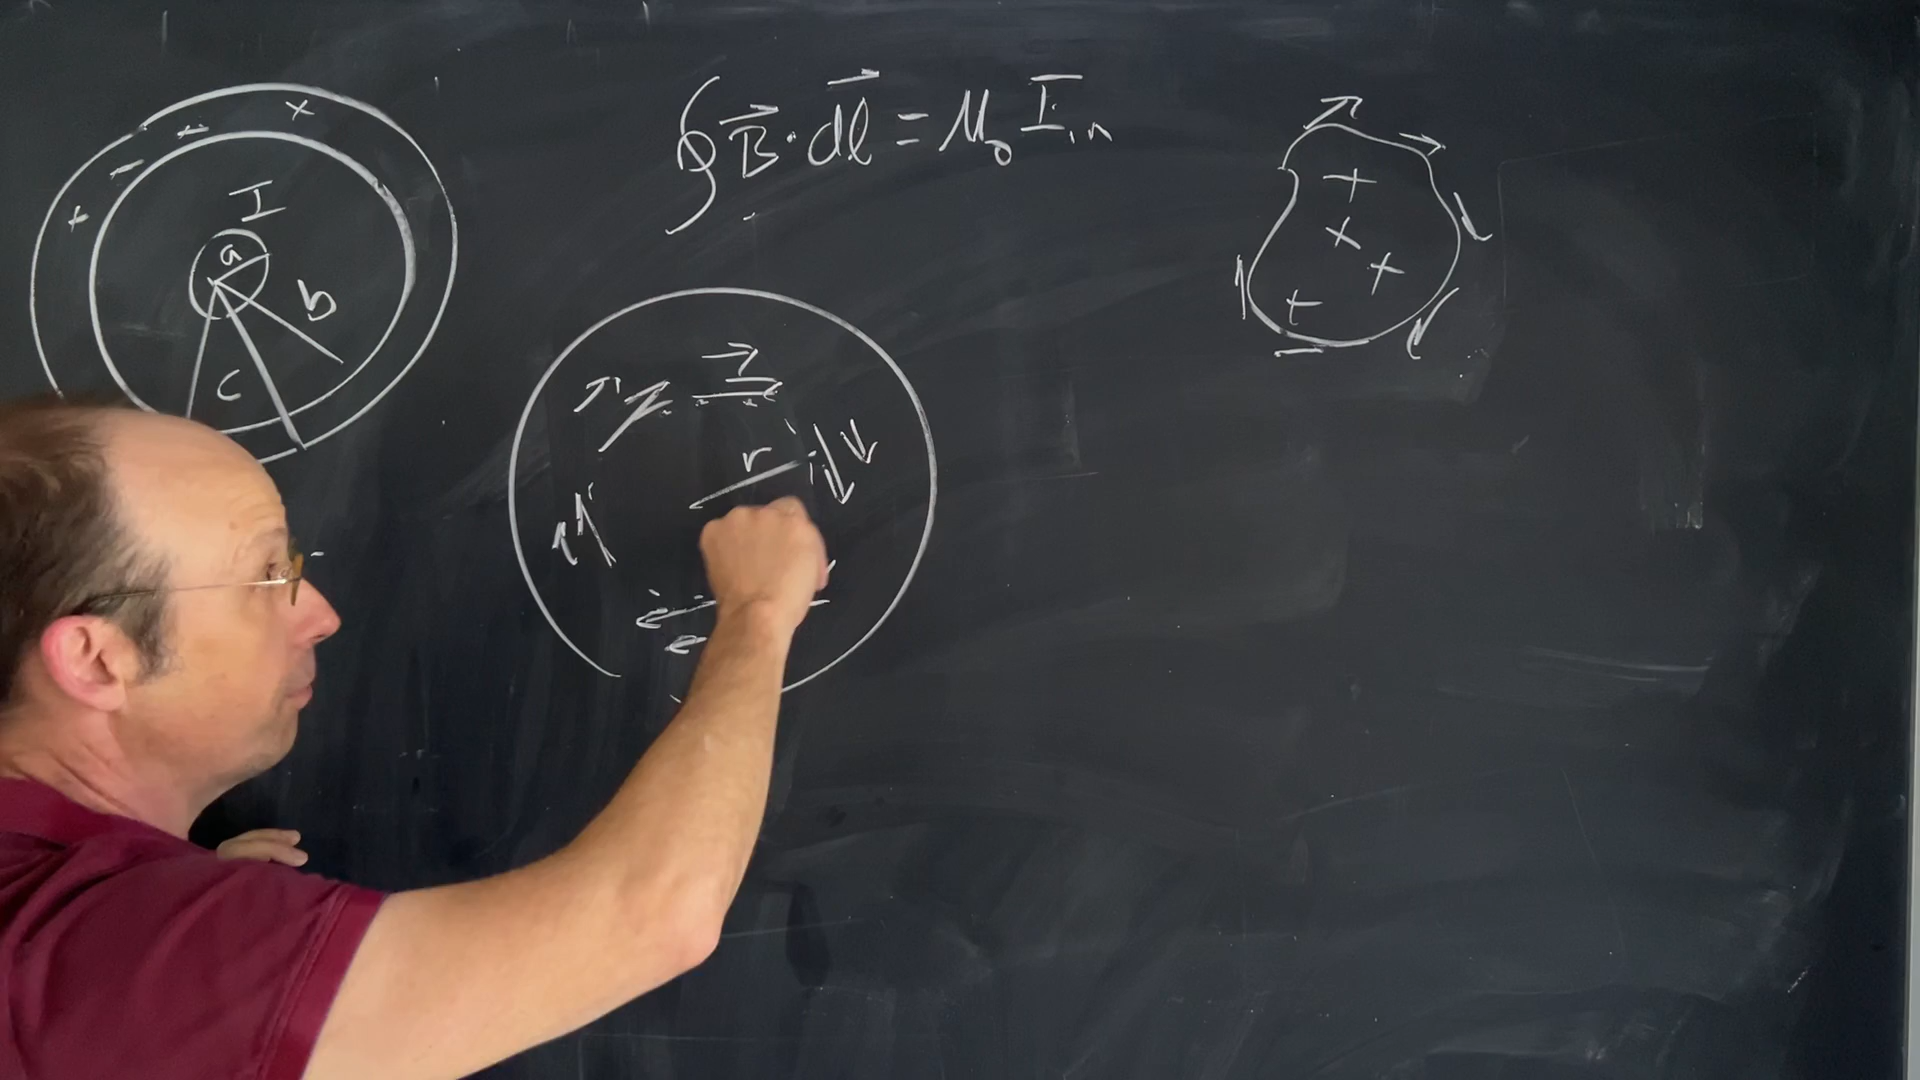 ∮B⃗·dl⃗ = μ₀ I_in
I
a
b
c
r